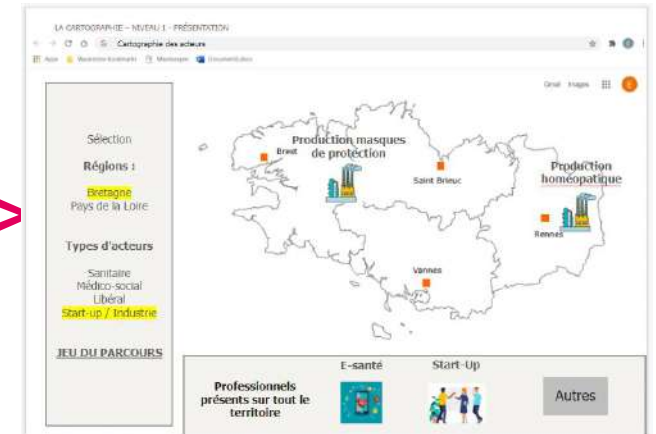 LA CARTOGRAPHIE – NIVEAU 1 - PRÉSENTATION
Cartographie des acteurs
Apps
Gmail Images
Sélection
Régions :
Bretagne
Pays de la Loire
Types d'acteurs
Sanitaire
Médico-social
Libéral
Start-up / Industrie
JEU DU PARCOURS
Production masques
de protection
Brest
Saint Brieuc
Production
homéopatique
Rennes
Vannes
Professionnels
présents sur tout le
territoire
E-santé
Start-Up
Autres